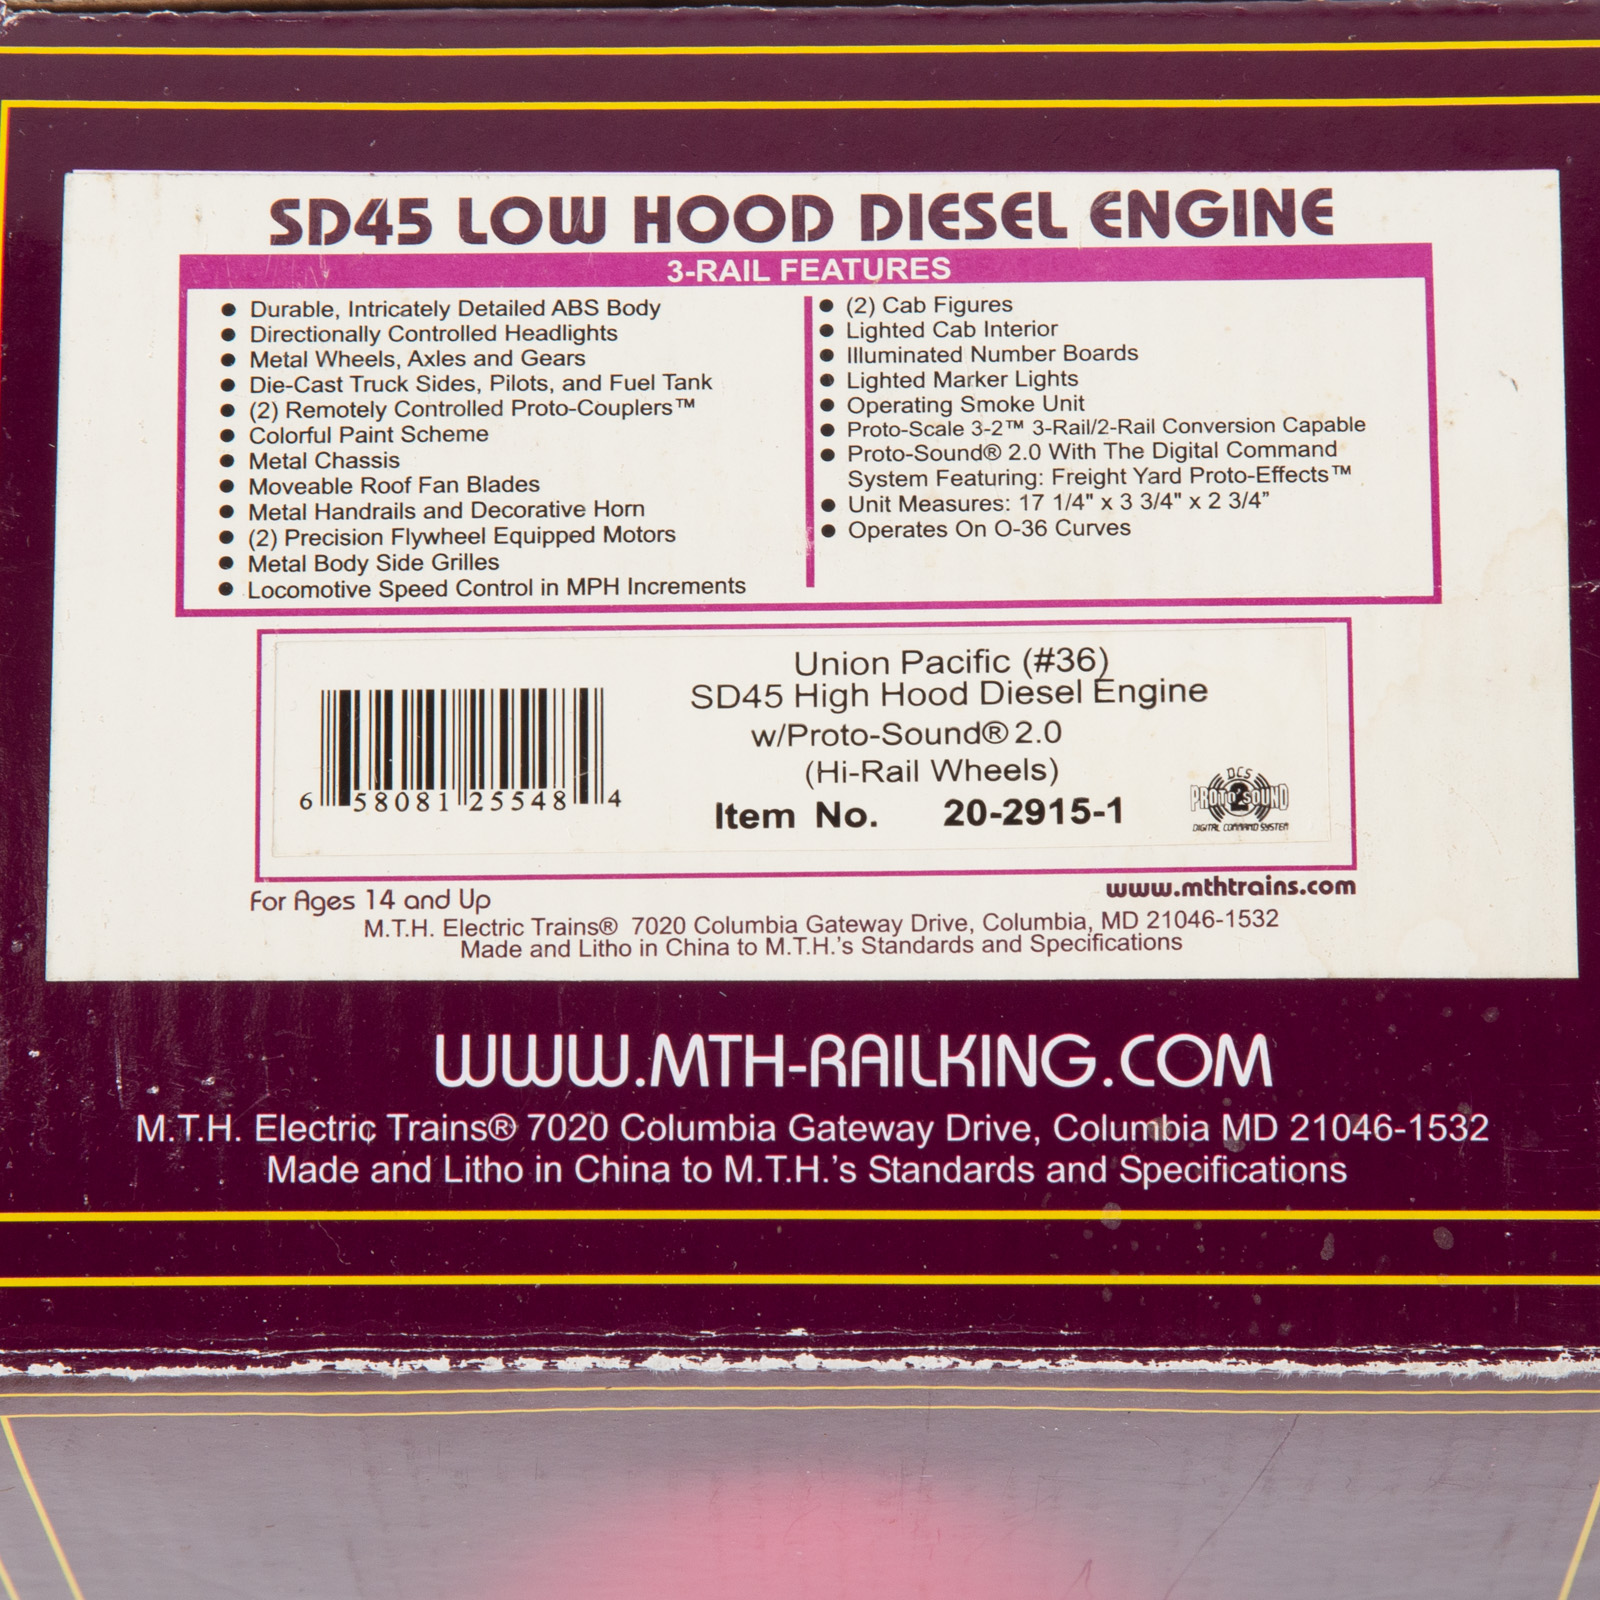 SD45 LOW HOOD DIESEL ENGINE
3-RAIL FEATURES
● Durable, Intricately Detailed ABS Body
● Directionally Controlled Headlights
● Metal Wheels, Axles and Gears
● Die-Cast Truck Sides, Pilots, and Fuel Tank
● (2) Remotely Controlled Proto-Couplers™
● Colorful Paint Scheme
● Metal Chassis
● Moveable Roof Fan Blades
● Metal Handrails and Decorative Horn
● (2) Precision Flywheel Equipped Motors
● Metal Body Side Grilles
● Locomotive Speed Control in MPH Increments
● (2) Cab Figures
● Lighted Cab Interior
● Illuminated Number Boards
● Lighted Marker Lights
● Operating Smoke Unit
● Proto-Scale 3-2™ 3-Rail/2-Rail Conversion Capable
● Proto-Sound® 2.0 With The Digital Command
System Featuring: Freight Yard Proto-Effects™
● Unit Measures: 17 1/4" x 3 3/4" x 2 3/4”
● Operates On O-36 Curves
Union Pacific (#36)
SD45 High Hood Diesel Engine
w/Proto-Sound® 2.0
(Hi-Rail Wheels)
Item No. 20-2915-1
6 58081 25548 4
DCS
PROTO 2 SOUND
DIGITAL COMMAND SYSTEM
For Ages 14 and Up
www.mthtrains.com
M.T.H. Electric Trains® 7020 Columbia Gateway Drive, Columbia, MD 21046-1532
Made and Litho in China to M.T.H.'s Standards and Specifications
WWW.MTH-RAILKING.COM
M.T.H. Electric Trains® 7020 Columbia Gateway Drive, Columbia MD 21046-1532
Made and Litho in China to M.T.H.’s Standards and Specifications